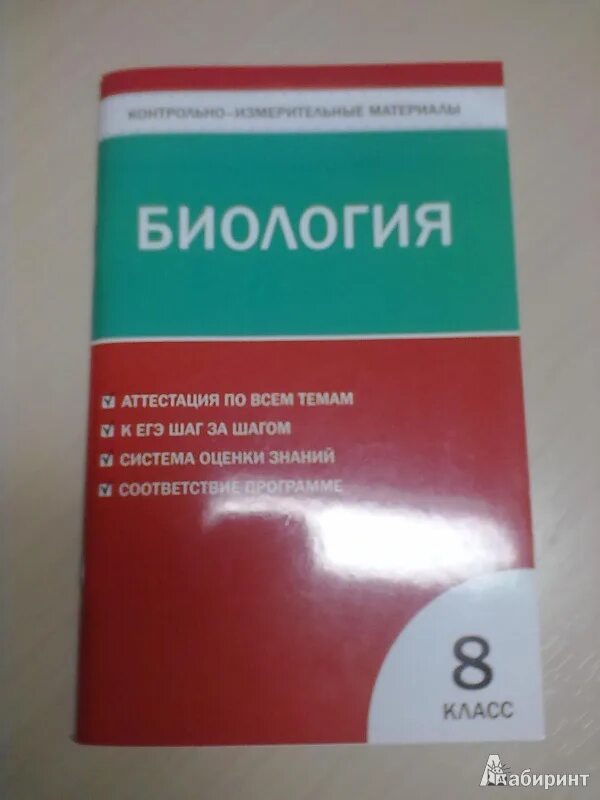 КОНТРОЛЬНО-ИЗМЕРИТЕЛЬНЫЕ МАТЕРИАЛЫ
БИОЛОГИЯ
АТТЕСТАЦИЯ ПО ВСЕМ ТЕМАМ
К ЕГЭ ШАГ ЗА ШАГОМ
СИСТЕМА ОЦЕНКИ ЗНАНИЙ
СООТВЕТСТВИЕ ПРОГРАММЕ
8
КЛАСС
Лабиринт